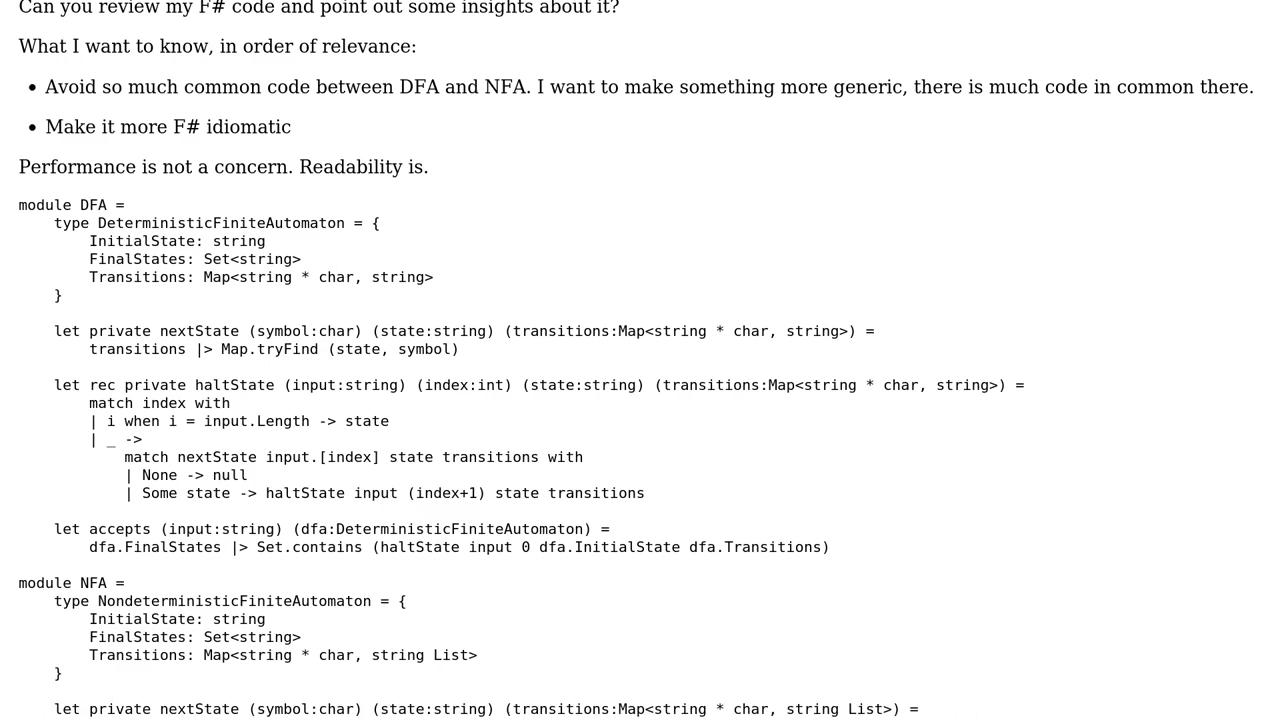 Can you review my F# code and point out some insights about it?
What I want to know, in order of relevance:
• Avoid so much common code between DFA and NFA. I want to make something more generic, there is much code in common there.
• Make it more F# idiomatic
Performance is not a concern. Readability is.
module DFA =
    type DeterministicFiniteAutomaton = {
        InitialState: string
        FinalStates: Set<string>
        Transitions: Map<string * char, string>
    }
    let private nextState (symbol:char) (state:string) (transitions:Map<string * char, string>) =
        transitions |> Map.tryFind (state, symbol)
    let rec private haltState (input:string) (index:int) (state:string) (transitions:Map<string * char, string>) =
        match index with
        | i when i = input.Length -> state
        | _ ->
            match nextState input.[index] state transitions with
            | None -> null
            | Some state -> haltState input (index+1) state transitions
    let accepts (input:string) (dfa:DeterministicFiniteAutomaton) =
        dfa.FinalStates |> Set.contains (haltState input 0 dfa.InitialState dfa.Transitions)
module NFA =
    type NondeterministicFiniteAutomaton = {
        InitialState: string
        FinalStates: Set<string>
        Transitions: Map<string * char, string List>
    }
    let private nextState (symbol:char) (state:string) (transitions:Map<string * char, string List>) =